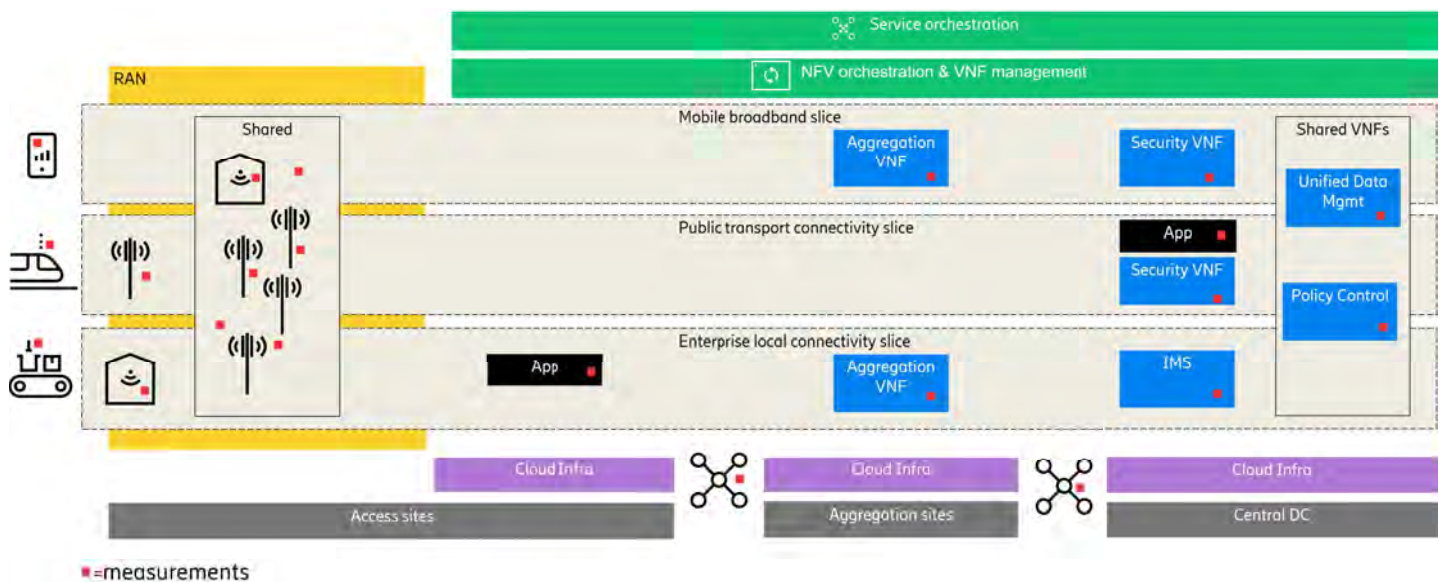 Service orchestration
NFV orchestration & VNF management
RAN
Mobile broadband slice
Shared
Aggregation
VNF
Security VNF
Shared VNFs
Unified Data
Mgmt
Public transport connectivity slice
App
Security VNF
Policy Control
Enterprise local connectivity slice
App
Aggregation
VNF
IMS
Cloud Infra
Cloud Infra
Cloud Infra
Access sites
Aggregation sites
Central DC
=measurements